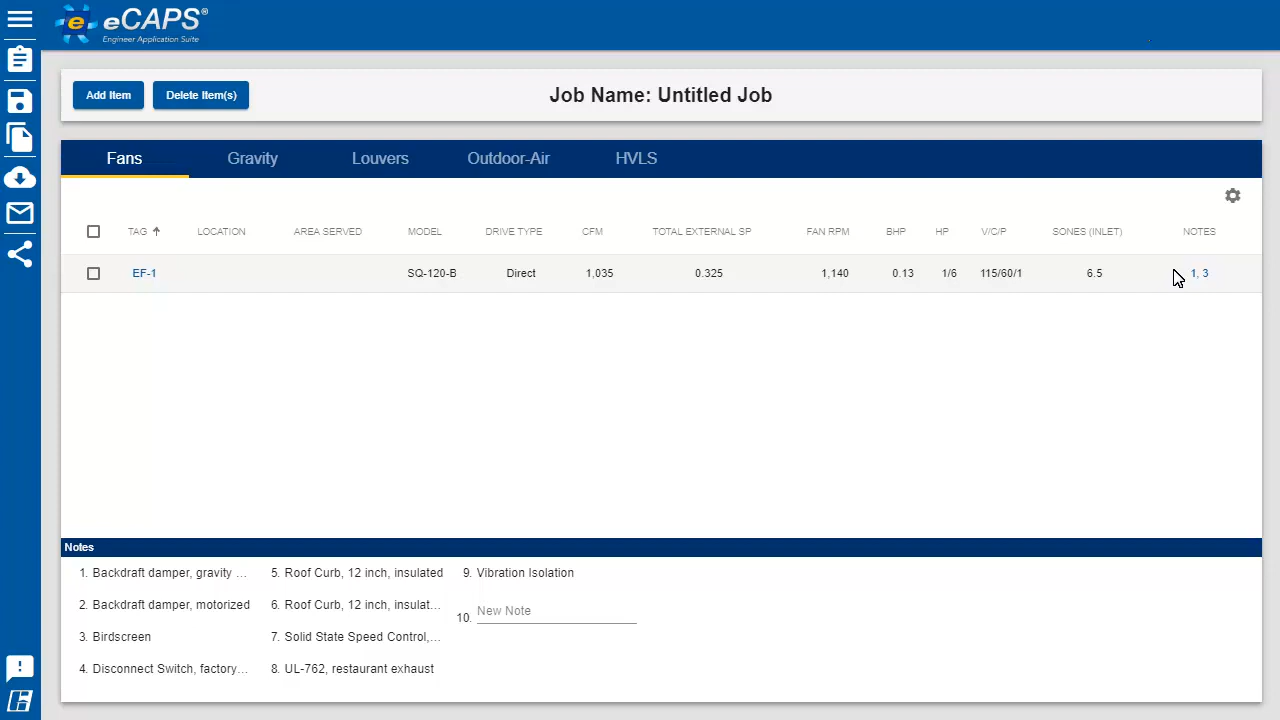 eCAPS®
Engineer Application Suite
Add Item Delete Item(s) Job Name: Untitled Job
Fans Gravity Louvers Outdoor-Air HVLS
TAG LOCATION AREA SERVED MODEL DRIVE TYPE CFM TOTAL EXTERNAL SP FAN RPM BHP HP V/C/P SONES (INLET) NOTES
EF-1 SQ-120-B Direct 1,035 0.325 1,140 0.13 1/6 115/60/1 6.5 1, 3
Notes
1. Backdraft damper, gravity ... 5. Roof Curb, 12 inch, insulated 9. Vibration Isolation
2. Backdraft damper, motorized 6. Roof Curb, 12 inch, insulat... 10. New Note
3. Birdscreen 7. Solid State Speed Control,...
4. Disconnect Switch, factory... 8. UL-762, restaurant exhaust